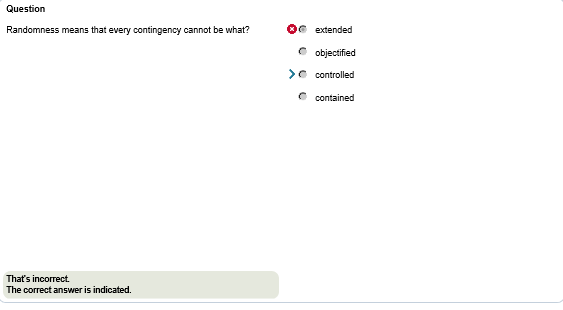 Question
Randomness means that every contingency cannot be what?
extended
objectified
controlled
contained
That's incorrect.
The correct answer is indicated.